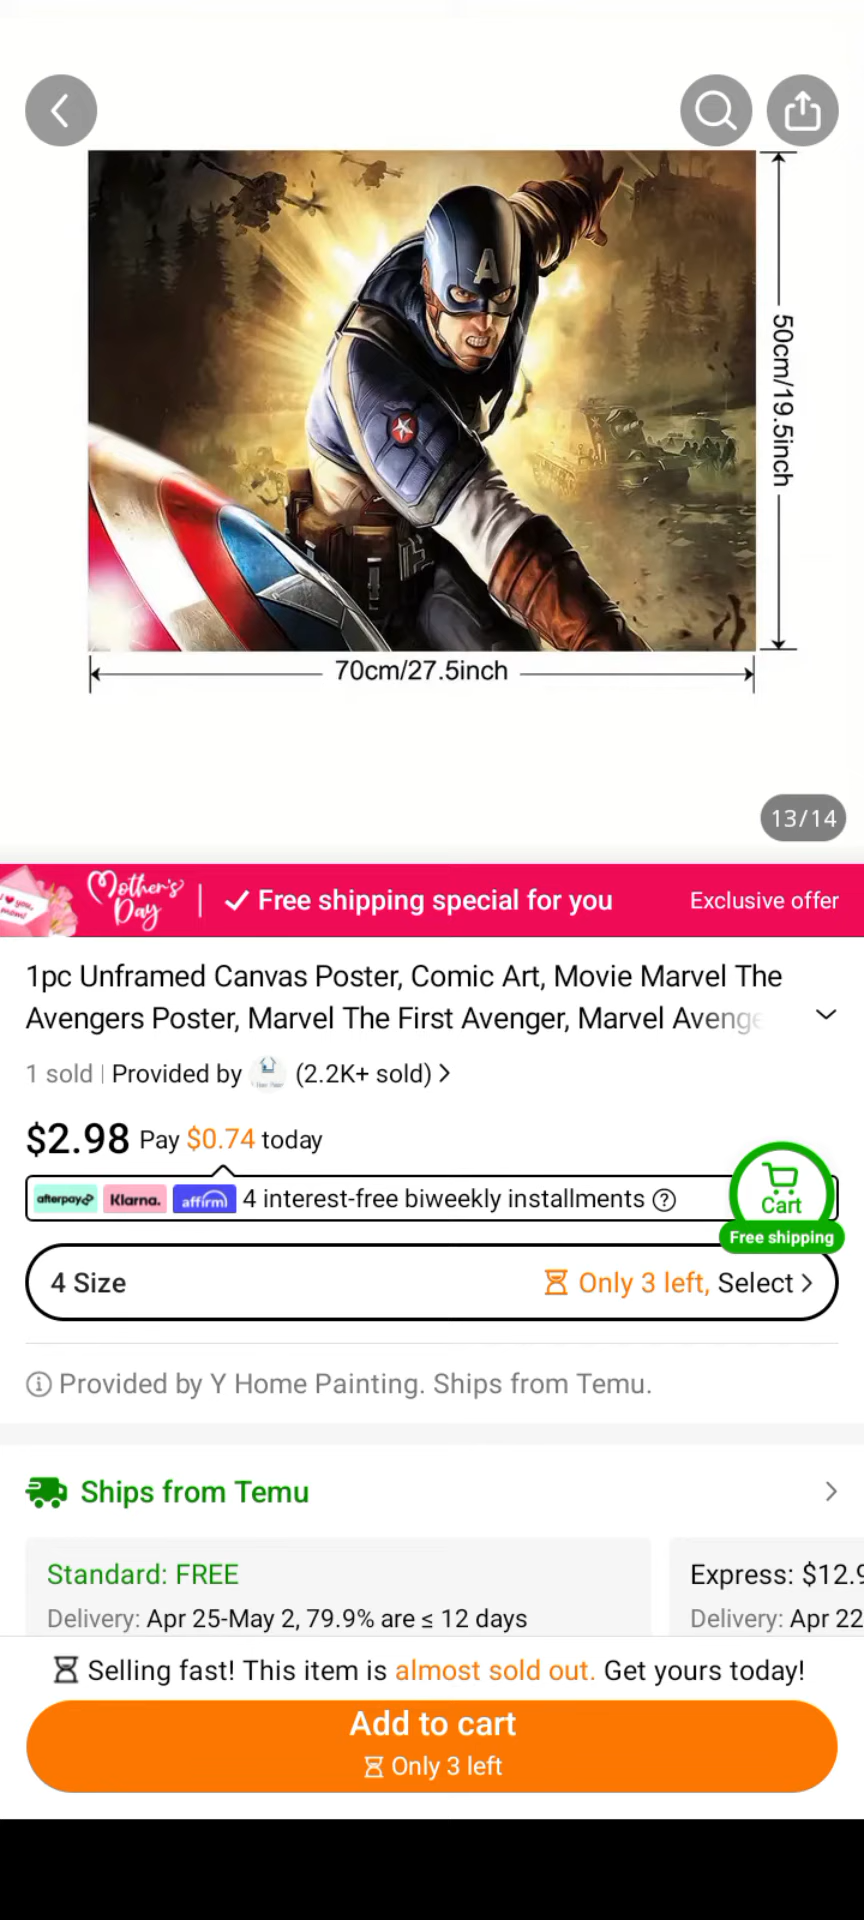 A
50cm/19.5inch
70cm/27.5inch
13/14
I ♥ you, mom!
Mother's Day
Free shipping special for you
Exclusive offer
1pc Unframed Canvas Poster, Comic Art, Movie Marvel The
Avengers Poster, Marvel The First Avenger, Marvel Avenge
1 sold | Provided by (2.2K+ sold) >
$2.98 Pay $0.74 today
afterpay Klarna. affirm 4 interest-free biweekly installments ?
Cart
Free shipping
4 Size
Only 3 left, Select >
Provided by Y Home Painting. Ships from Temu.
Ships from Temu
Standard: FREE
Delivery: Apr 25-May 2, 79.9% are ≤ 12 days
Express: $12.9
Delivery: Apr 22
Selling fast! This item is almost sold out. Get yours today!
Add to cart
Only 3 left